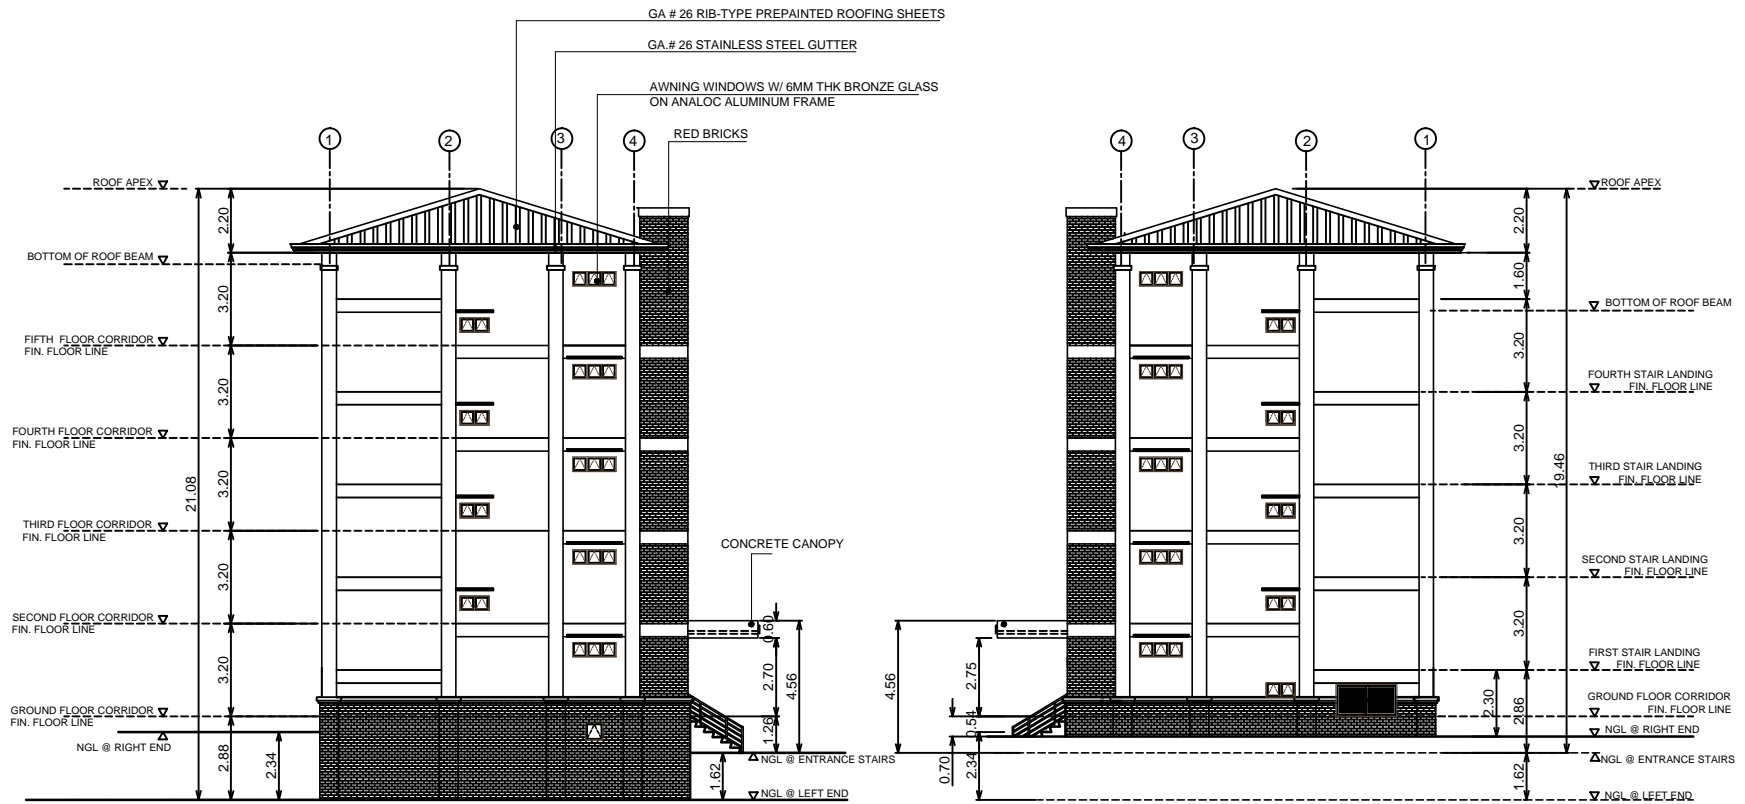 GA # 26 RIB-TYPE PREPAINTED ROOFING SHEETS
GA.# 26 STAINLESS STEEL GUTTER
AWNING WINDOWS W/ 6MM THK BRONZE GLASS
ON ANALOC ALUMINUM FRAME
RED BRICKS
1
2
3
4
ROOF APEX
BOTTOM OF ROOF BEAM
FIFTH FLOOR CORRIDOR
FIN. FLOOR LINE
FOURTH FLOOR CORRIDOR
FIN. FLOOR LINE
THIRD FLOOR CORRIDOR
FIN. FLOOR LINE
SECOND FLOOR CORRIDOR
FIN. FLOOR LINE
GROUND FLOOR CORRIDOR
FIN. FLOOR LINE
NGL @ RIGHT END
21.08
2.20
3.20
3.20
3.20
3.20
3.20
2.88
2.34
CONCRETE CANOPY
0.60
2.70
1.26
4.56
1.62
NGL @ ENTRANCE STAIRS
NGL @ LEFT END
4
3
2
1
4.56
2.75
0.54
0.70
2.34
2.30
2.20
1.60
3.20
3.20
3.20
3.20
2.86
1.62
19.46
ROOF APEX
BOTTOM OF ROOF BEAM
FOURTH STAIR LANDING
FIN. FLOOR LINE
THIRD STAIR LANDING
FIN. FLOOR LINE
SECOND STAIR LANDING
FIN. FLOOR LINE
FIRST STAIR LANDING
FIN. FLOOR LINE
GROUND FLOOR CORRIDOR
FIN. FLOOR LINE
NGL @ RIGHT END
NGL @ ENTRANCE STAIRS
NGL @ LEFT END